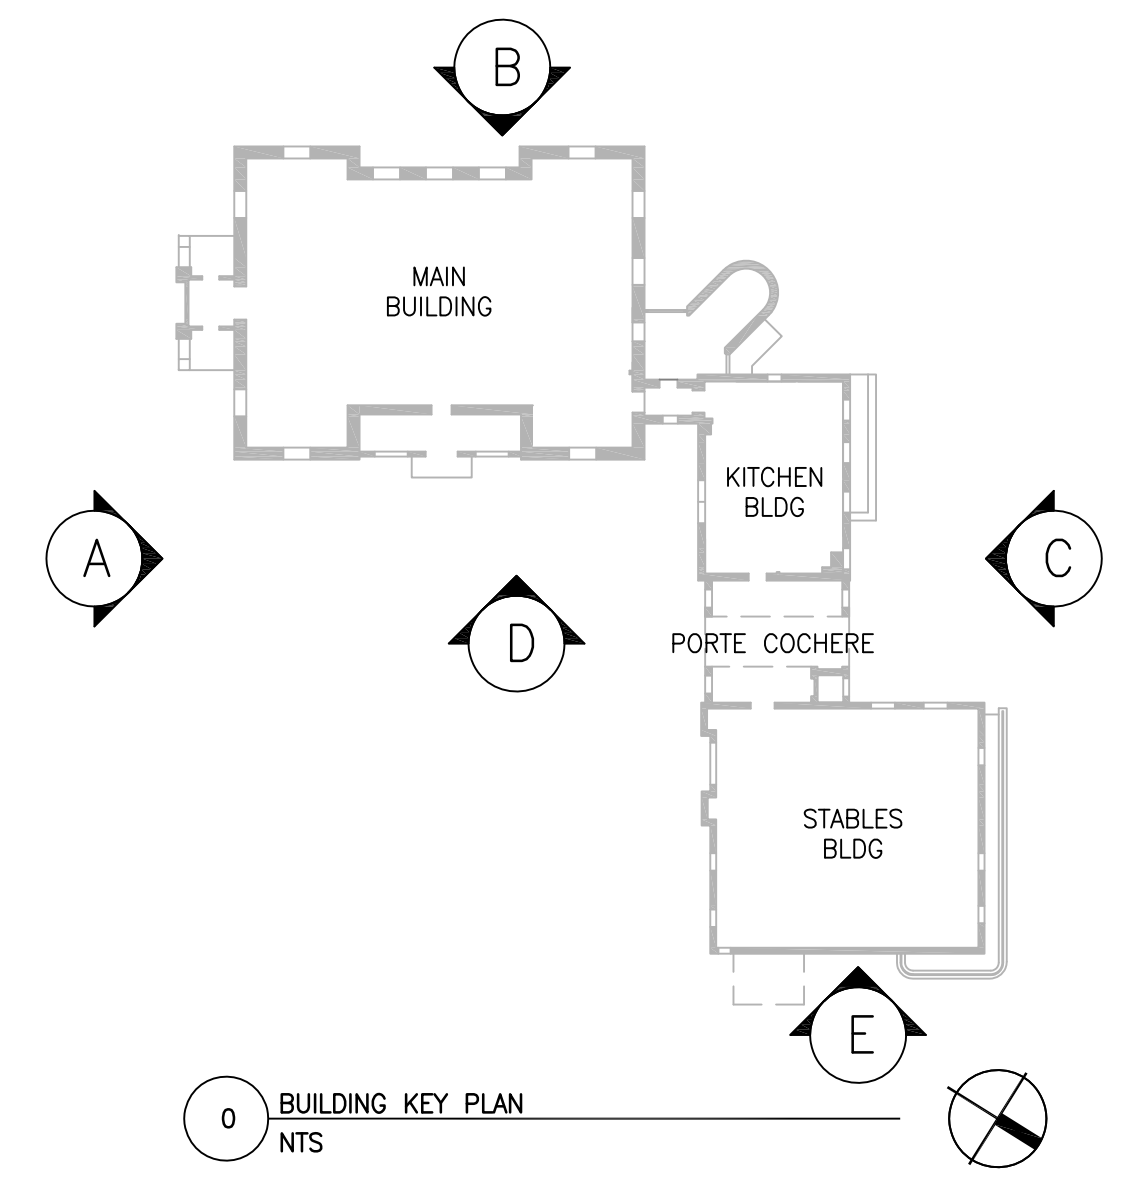 B
MAIN
BUILDING
KITCHEN
BLDG
A
C
D
PORTE COCHERE
STABLES
BLDG
E
0
BUILDING KEY PLAN
NTS